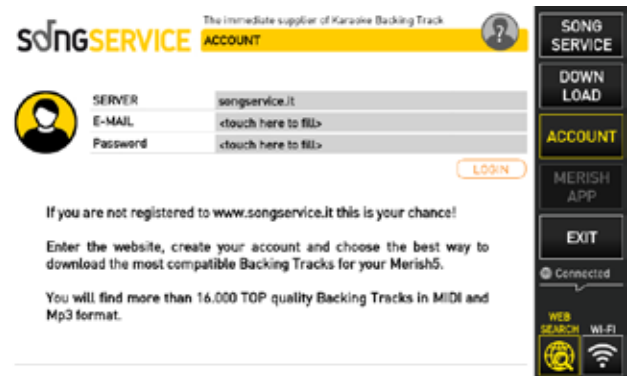 SONGSERVICE
The immediate supplier of Karaoke Backing Track
ACCOUNT
?
SERVER songservice.it
E-MAIL <touch here to fill>
Password <touch here to fill>
LOGIN
If you are not registered to www.songservice.it this is your chance!
Enter the website, create your account and choose the best way to
download the most compatible Backing Tracks for your Merish5.
You will find more than 16.000 TOP quality Backing Tracks in MIDI and
Mp3 format.
SONG
SERVICE
DOWN
LOAD
ACCOUNT
MERISH
APP
EXIT
Connected
WEB
SEARCH WI-FI